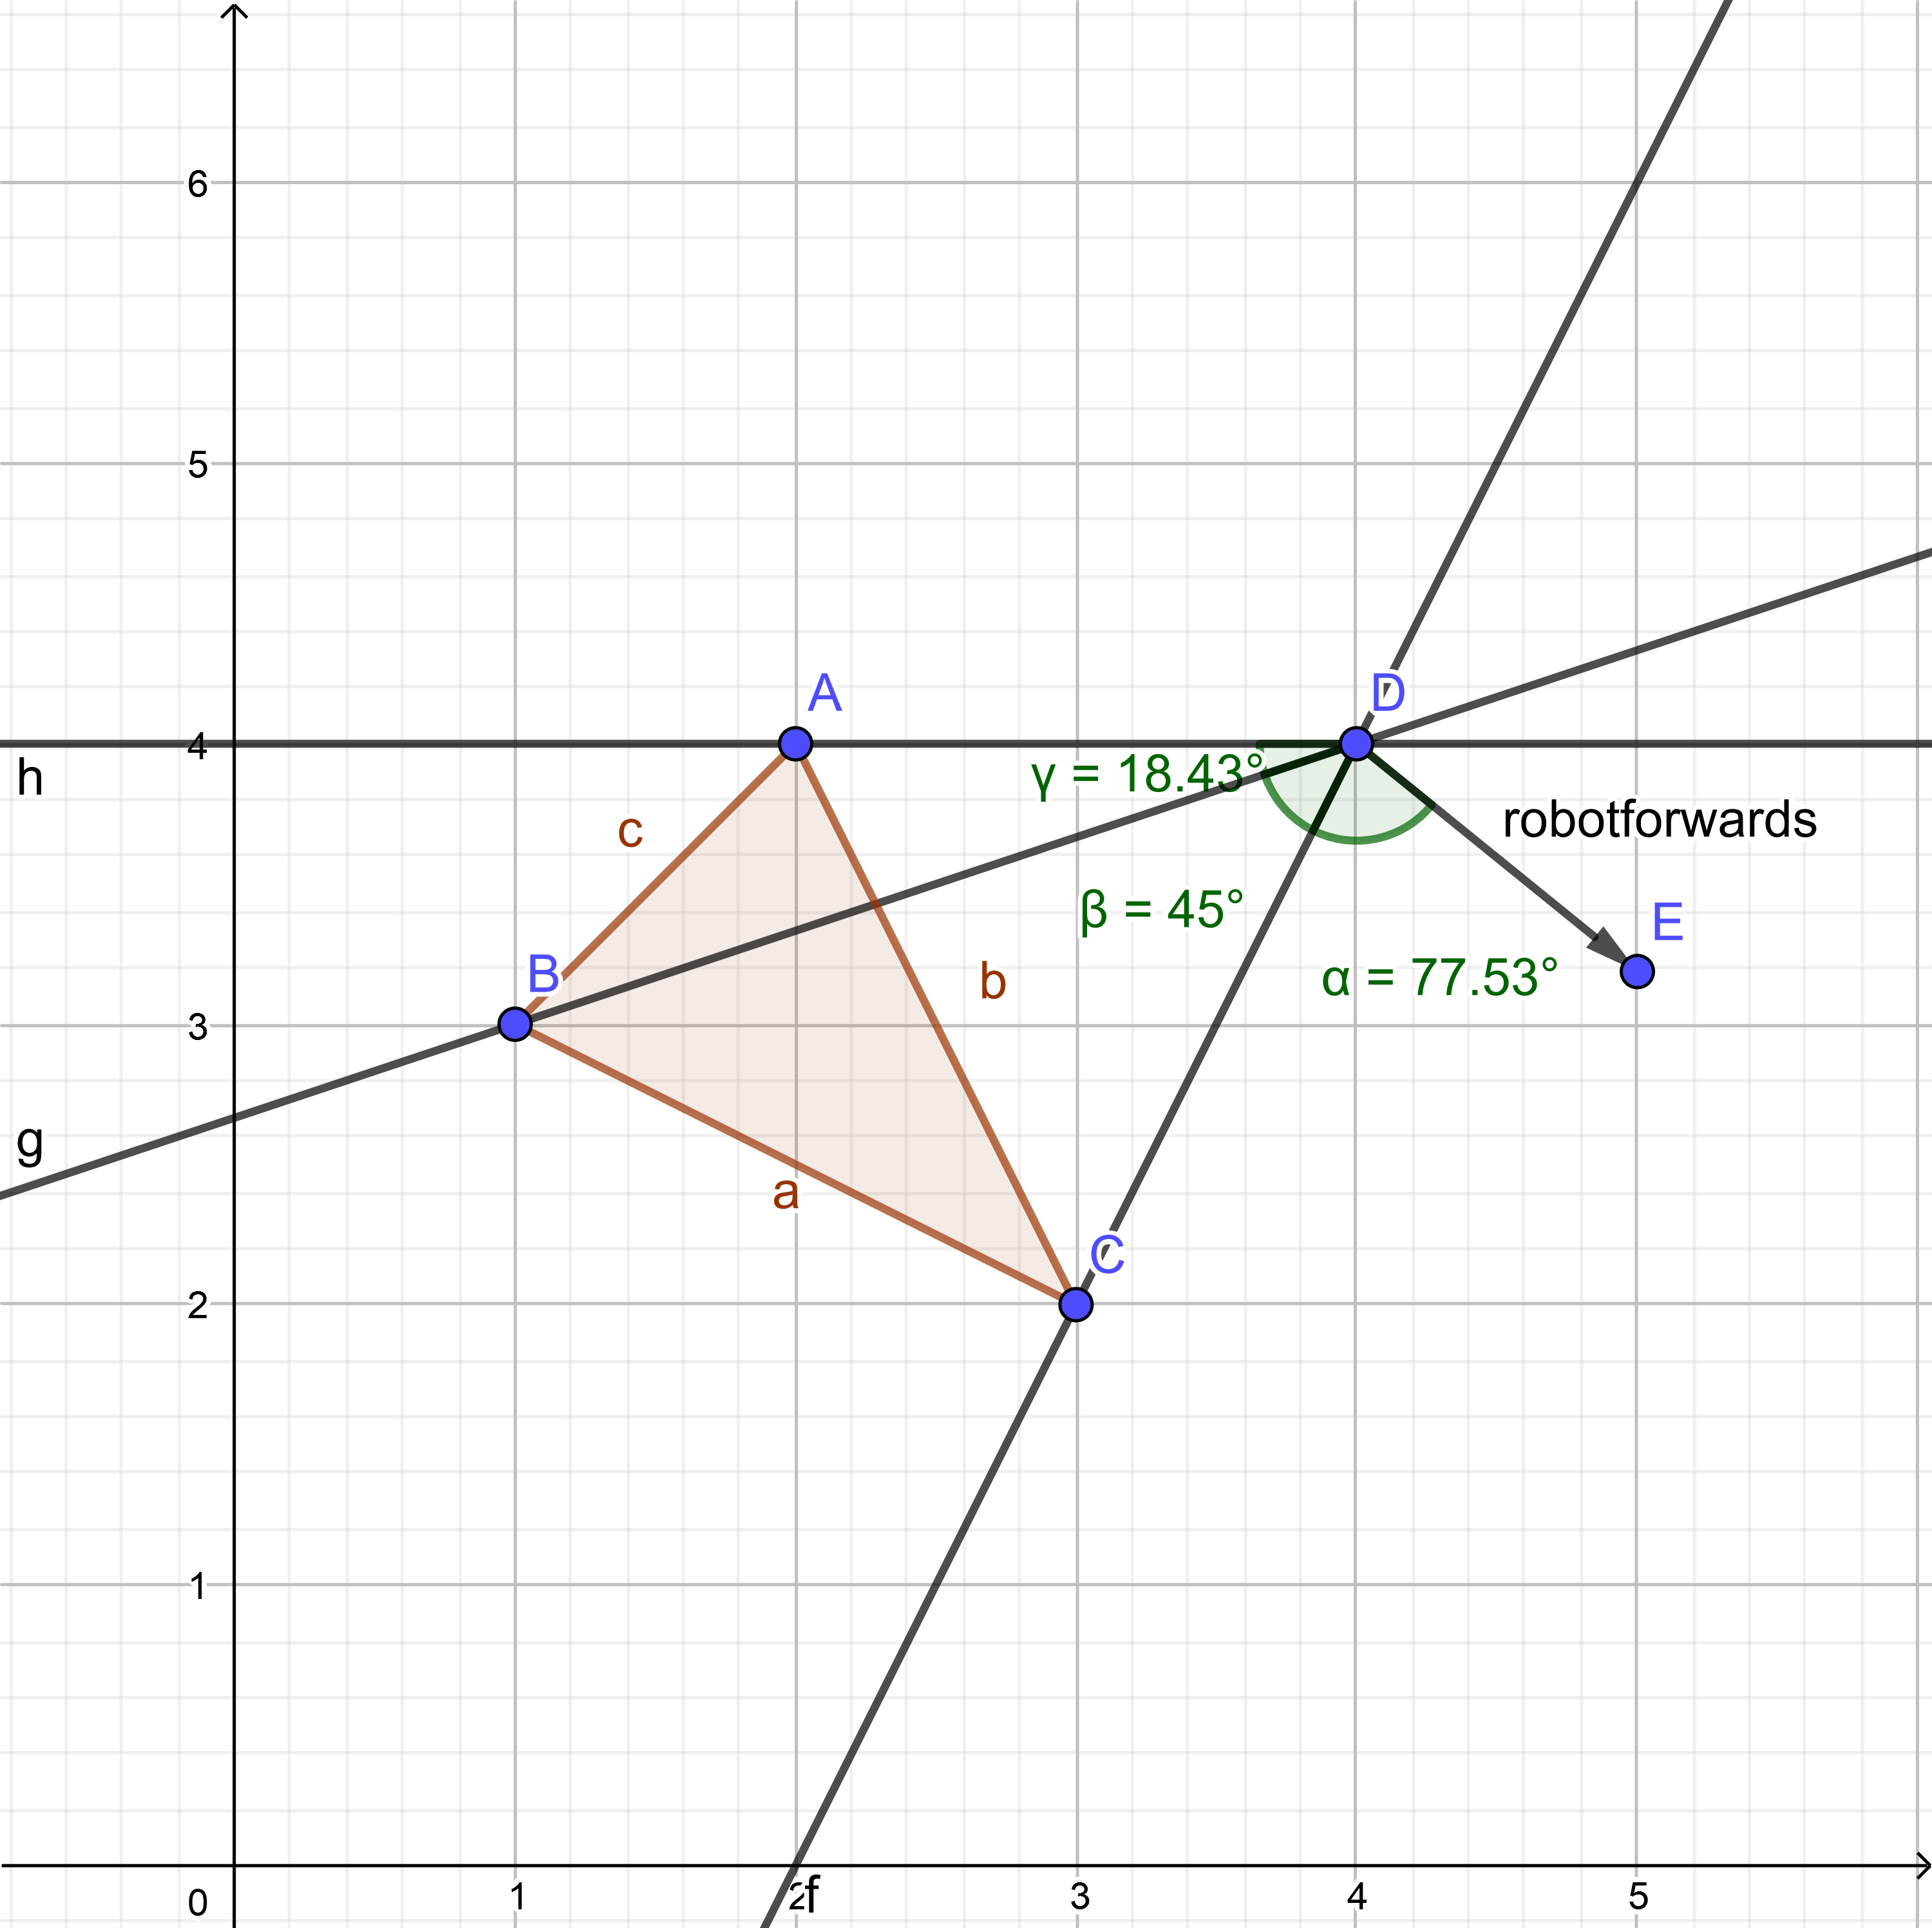 6
5
A
D
4
h
γ = 18.43°
robotforwards
c
β = 45°
E
B
b
α = 77.53°
3
g
a
C
2
1
0
1
2
f
3
4
5